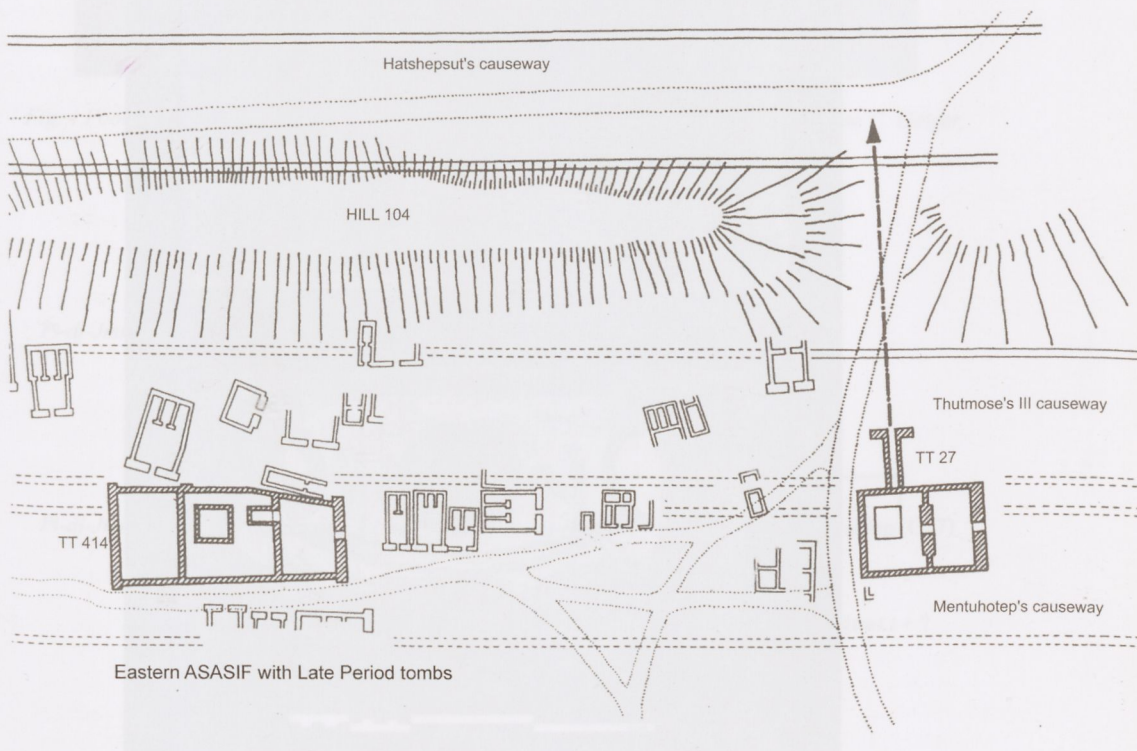 Hatshepsut's causeway
HILL 104
Thutmose's III causeway
TT 27
TT 414
Mentuhotep's causeway
Eastern ASASIF with Late Period tombs